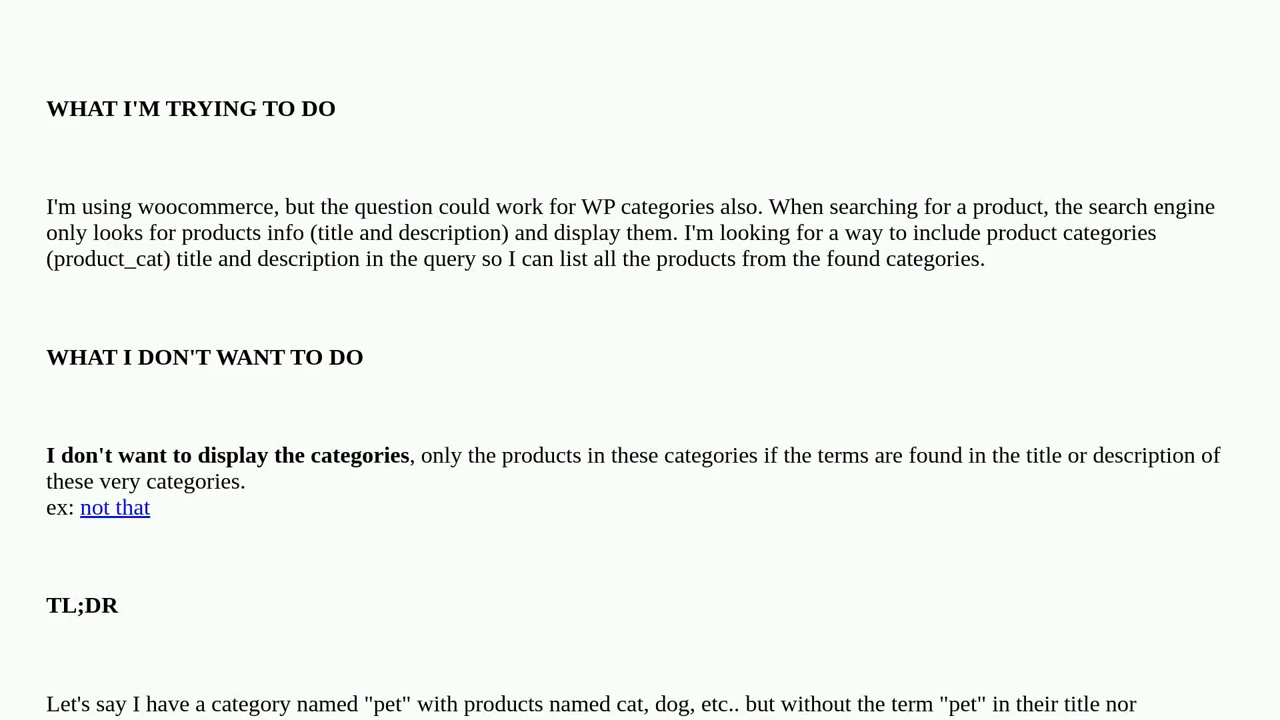 WHAT I'M TRYING TO DO
I'm using woocommerce, but the question could work for WP categories also. When searching for a product, the search engine
only looks for products info (title and description) and display them. I'm looking for a way to include product categories
(product_cat) title and description in the query so I can list all the products from the found categories.
WHAT I DON'T WANT TO DO
I don't want to display the categories, only the products in these categories if the terms are found in the title or description of
these very categories.
ex: not that
TL;DR
Let's say I have a category named "pet" with products named cat, dog, etc.. but without the term "pet" in their title nor